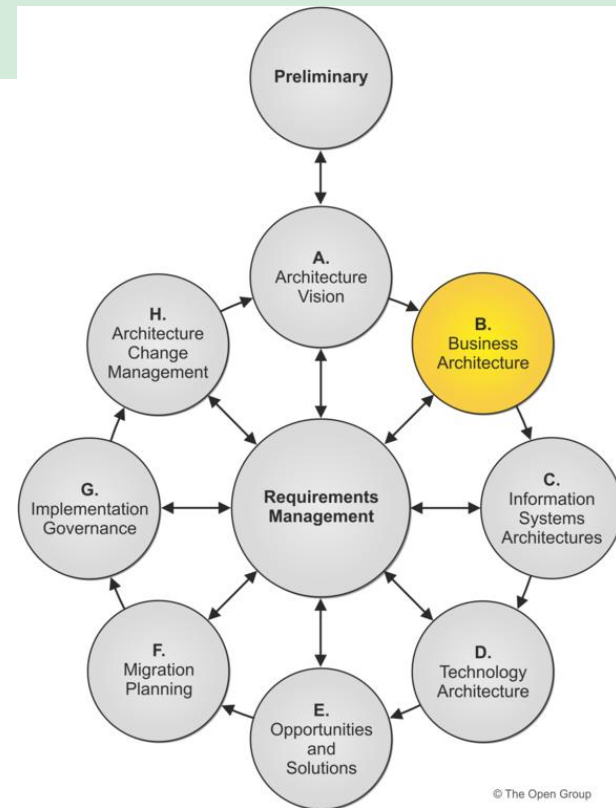 Preliminary
A.
Architecture
Vision
B.
Business
Architecture
C.
Information
Systems
Architectures
D.
Technology
Architecture
E.
Opportunities
and
Solutions
F.
Migration
Planning
G.
Implementation
Governance
H.
Architecture
Change
Management
Requirements
Management
© The Open Group